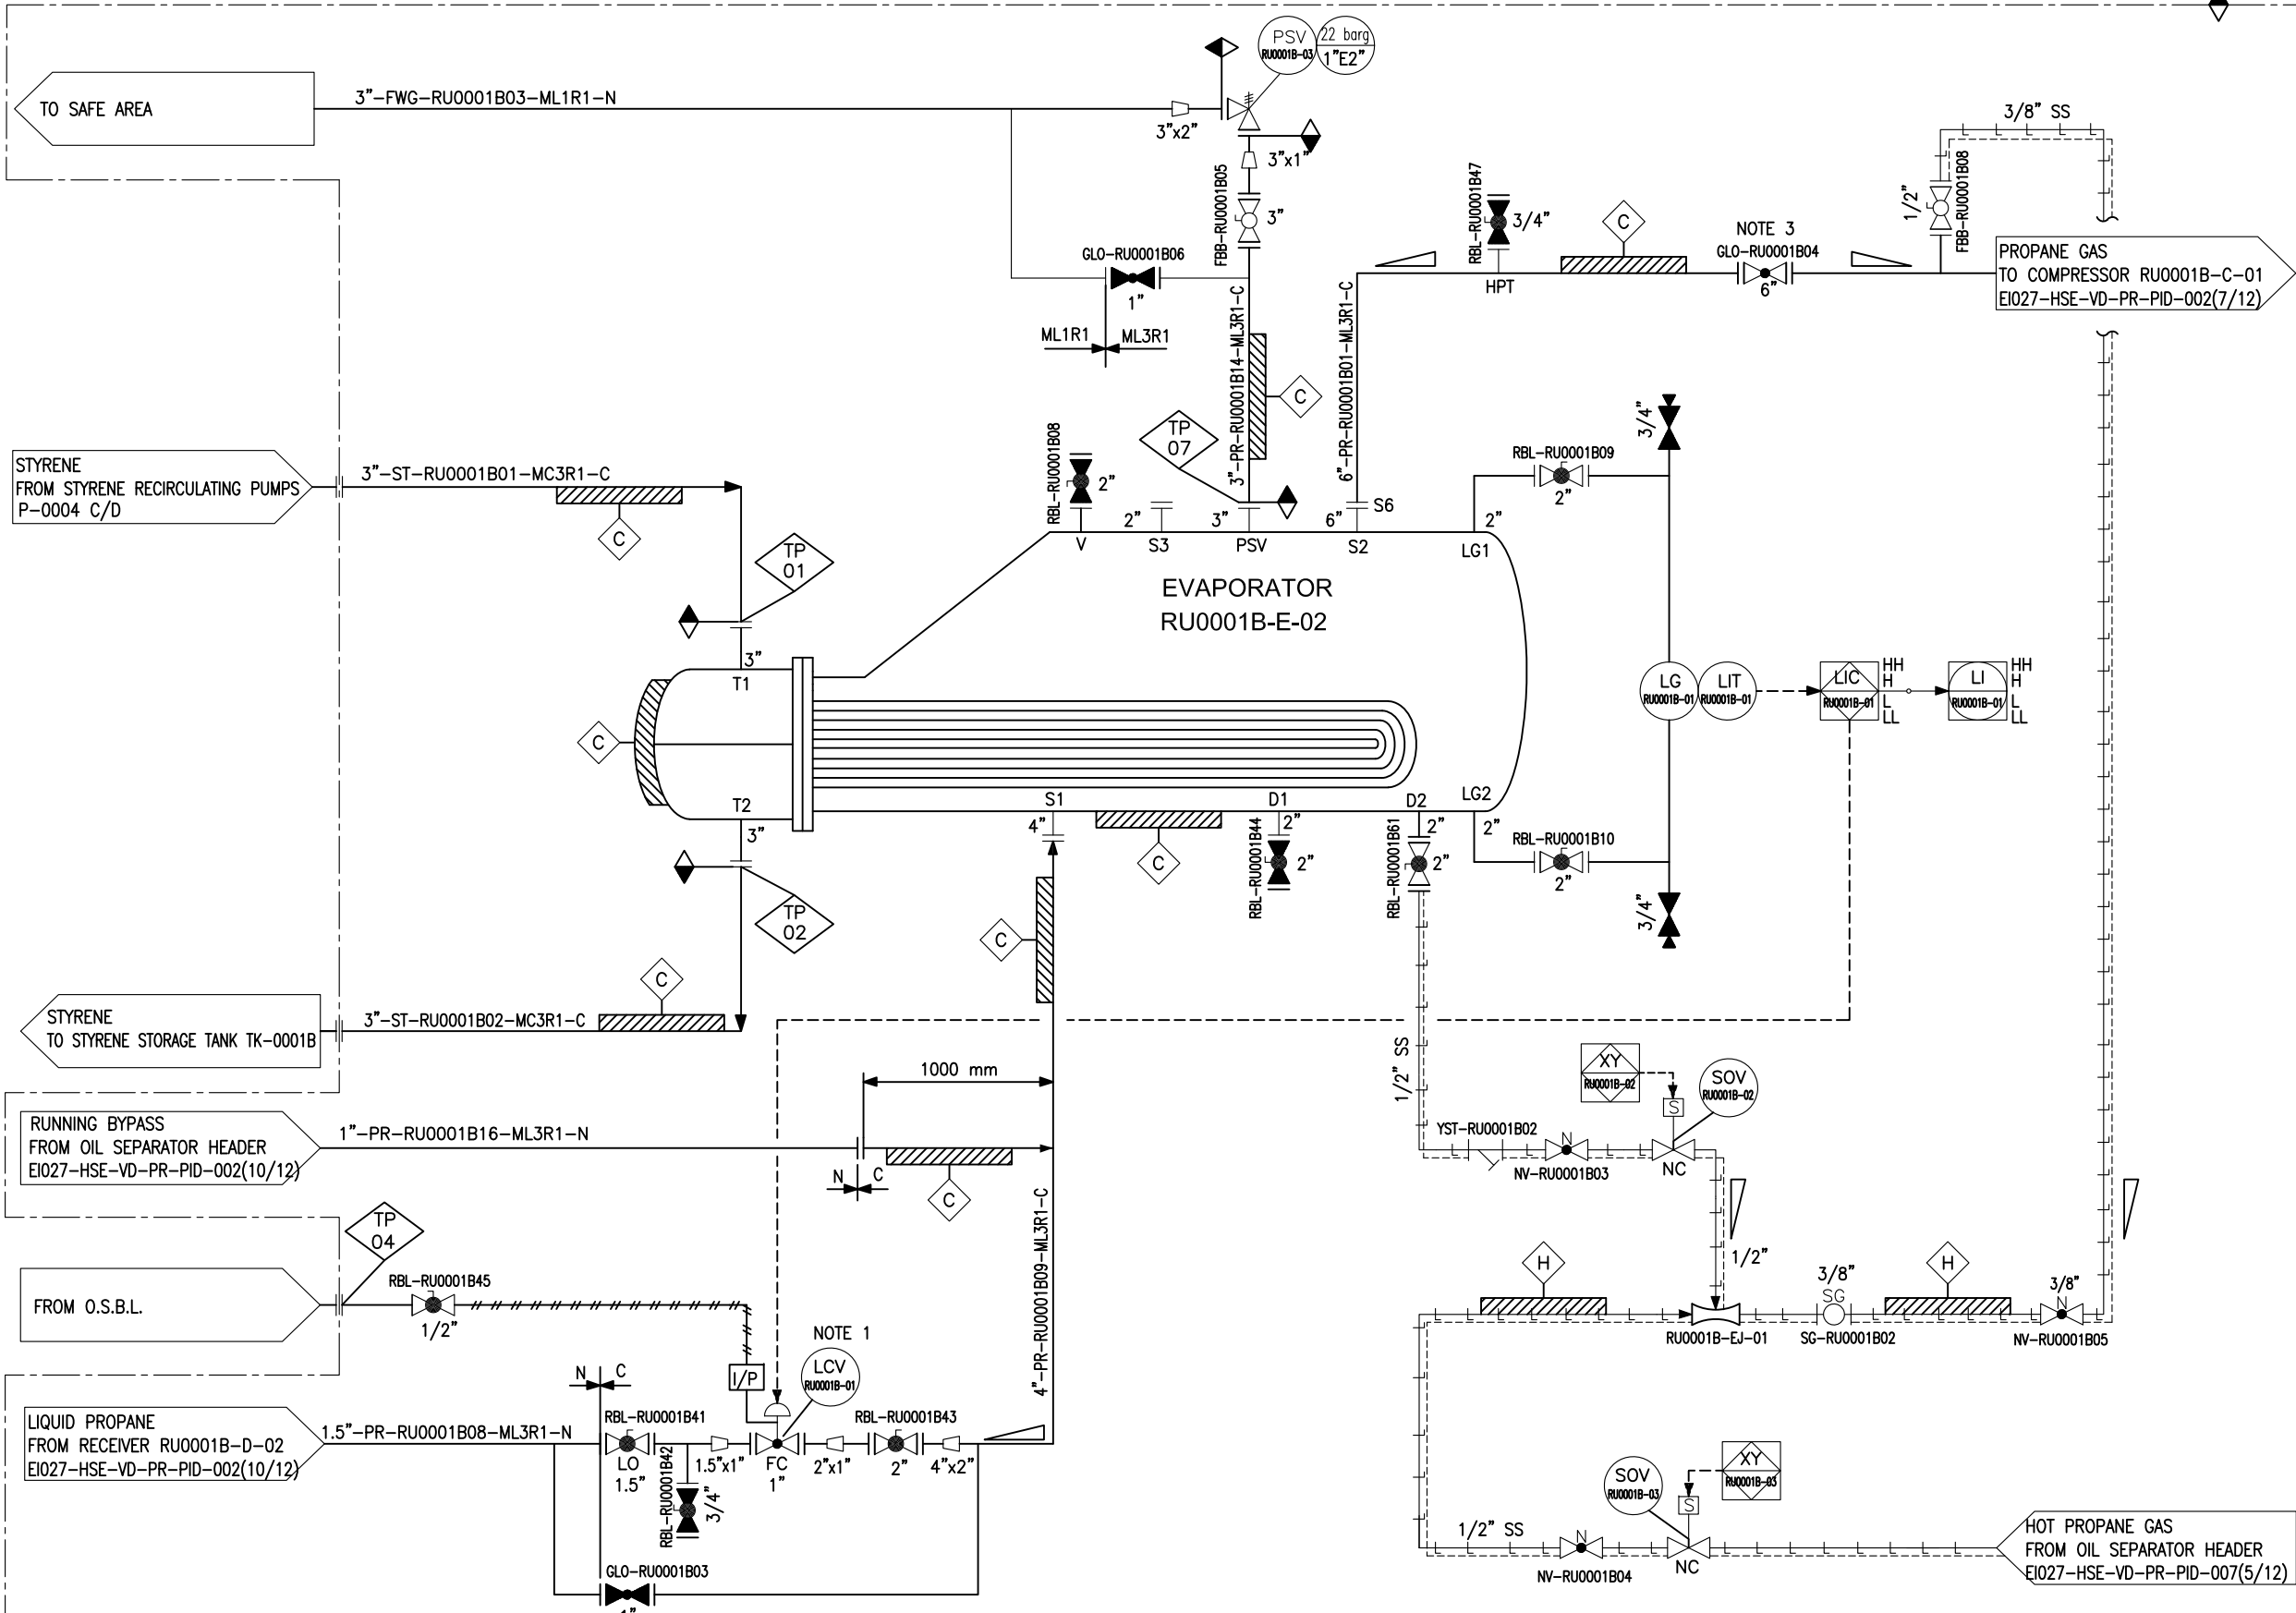 PSV
RU0001B-03
22 barg
1"E2"
TO SAFE AREA
3"-FWG-RU0001B03-ML1R1-N
3"x2"
3"x1"
FBB-RU0001B05
3"
GLO-RU0001B06
1"
ML1R1
ML3R1
3"-PR-RU0001B14-ML3R1-C
C
TP
07
3/8" SS
1/2"
FBB-RU0001B08
RBL-RU0001B47
3/4"
HPT
C
NOTE 3
GLO-RU0001B04
6"
PROPANE GAS
TO COMPRESSOR RU0001B-C-01
EI027-HSE-VD-PR-PID-002(7/12)
6"-PR-RU0001B01-ML3R1-C
STYRENE
FROM STYRENE RECIRCULATING PUMPS
P-0004 C/D
3"-ST-RU0001B01-MC3R1-C
C
TP
01
RBL-RU0001B08
2"
V
2"
S3
3"
PSV
6"
S6
S2
2"
LG1
RBL-RU0001B09
2"
3/4"
EVAPORATOR
RU0001B-E-02
3"
T1
C
T2
3"
TP
02
LG
RU0001B-01
LIT
RU0001B-01
LIC
RU0001B-01
HH
H
L
LL
LI
RU0001B-01
HH
H
L
LL
S1
4"
C
D1
2"
RBL-RU0001B44
2"
D2
2"
RBL-RU0001B61
2"
LG2
2"
RBL-RU0001B10
2"
3/4"
C
STYRENE
TO STYRENE STORAGE TANK TK-0001B
3"-ST-RU0001B02-MC3R1-C
C
1000 mm
RUNNING BYPASS
FROM OIL SEPARATOR HEADER
EI027-HSE-VD-PR-PID-002(10/12)
1"-PR-RU0001B16-ML3R1-N
N
C
C
4"-PR-RU0001B09-ML3R1-C
1/2" SS
XY
RU0001B-02
SOV
RU0001B-02
S
YST-RU0001B02
N
NV-RU0001B03
NC
1/2"
TP
04
FROM O.S.B.L.
RBL-RU0001B45
1/2"
H
RU0001B-EJ-01
3/8"
SG
SG-RU0001B02
H
3/8"
N
NV-RU0001B05
NOTE 1
I/P
LCV
RU0001B-01
N
C
LIQUID PROPANE
FROM RECEIVER RU0001B-D-02
EI027-HSE-VD-PR-PID-002(10/12)
1.5"-PR-RU0001B08-ML3R1-N
RBL-RU0001B41
LO
1.5"
RBL-RU0001B42
3/4"
1.5"x1"
FC
1"
2"x1"
RBL-RU0001B43
2"
4"x2"
GLO-RU0001B03
1"
SOV
RU0001B-03
XY
RU0001B-03
S
1/2" SS
N
NV-RU0001B04
NC
HOT PROPANE GAS
FROM OIL SEPARATOR HEADER
EI027-HSE-VD-PR-PID-007(5/12)